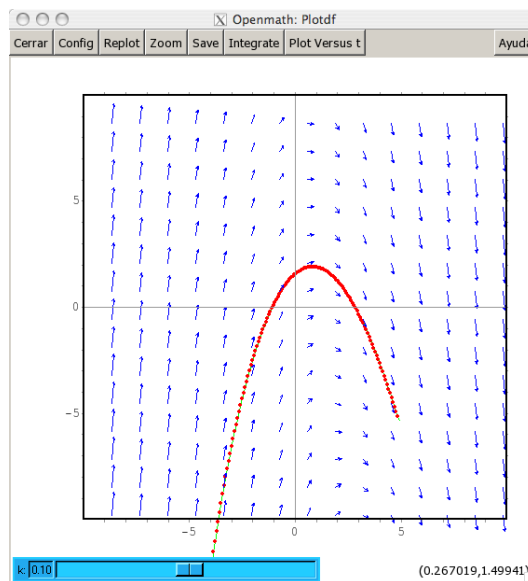 Openmath: Plotdf
Cerrar Config Replot Zoom Save Integrate Plot Versus t Ayuda
5
0
-5
-5 0 5
k: 0.10
(0.267019,1.49941)